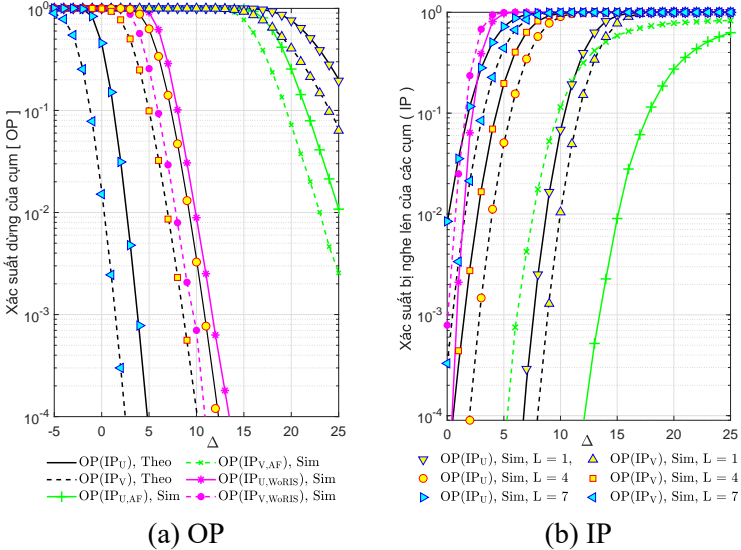 Xác suất dừng của cụm [ OP ]
10^0
10^-1
10^-2
10^-3
10^-4
-5 0 5 10 15 20 25
Δ
OP(IP_U), Theo
OP(IP_V), Theo
OP(IP_U,AF), Sim
OP(IP_V,AF), Sim
OP(IP_U,WoRIS), Sim
OP(IP_V,WoRIS), Sim
(a) OP
Xác suất bị nghe lén của các cụm ( IP )
10^0
10^-1
10^-2
10^-3
10^-4
0 5 10 15 20 25
Δ
OP(IP_U), Sim, L = 1,
OP(IP_U), Sim, L = 4
OP(IP_U), Sim, L = 7
OP(IP_V), Sim, L = 1
OP(IP_V), Sim, L = 4
OP(IP_V), Sim, L = 7
(b) IP